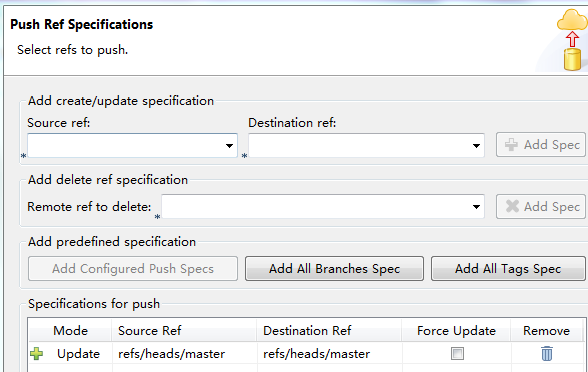 Push Ref Specifications
Select refs to push.
Add create/update specification
Source ref: Destination ref:
* * Add Spec
Add delete ref specification
Remote ref to delete: * Add Spec
Add predefined specification
Add Configured Push Specs Add All Branches Spec Add All Tags Spec
Specifications for push
Mode Source Ref Destination Ref Force Update Remove
Update refs/heads/master refs/heads/master